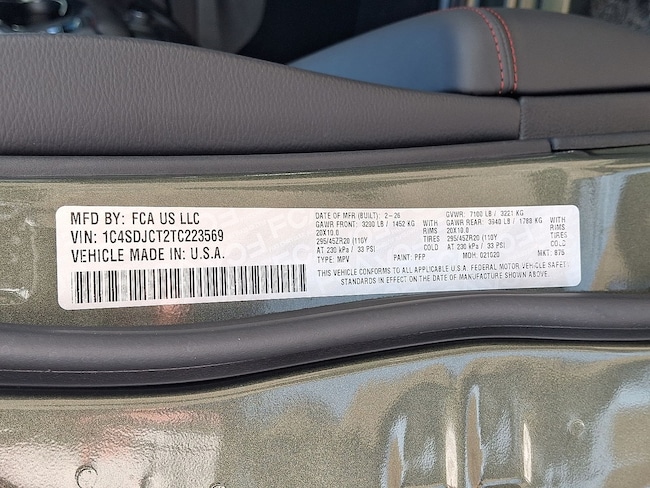 MFD BY: FCA US LLC
VIN: 1C4SDJCT2TC223569
VEHICLE MADE IN: U.S.A.
DATE OF MFR (BUILT): 2-26 GVWR: 7100 LB / 3221 KG
GAWR FRONT: 3200 LB / 1452 KG WITH GAWR REAR: 3940 LB / 1788 KG WITH
20X10.0 RIMS 20X10.0 RIMS
295/45ZR20 (110Y TIRES 295/45ZR20 (110Y TIRES
AT 230 kPa / 33 PSI COLD AT 230 kPa / 33 PSI COLD
TYPE: MPV PAINT: PFP MDH: 021020 MKT: 875
THIS VEHICLE CONFORMS TO ALL APPLICABLE U.S.A. FEDERAL MOTOR VEHICLE SAFETY
STANDARDS IN EFFECT ON THE DATE OF MANUFACTURE SHOWN ABOVE.